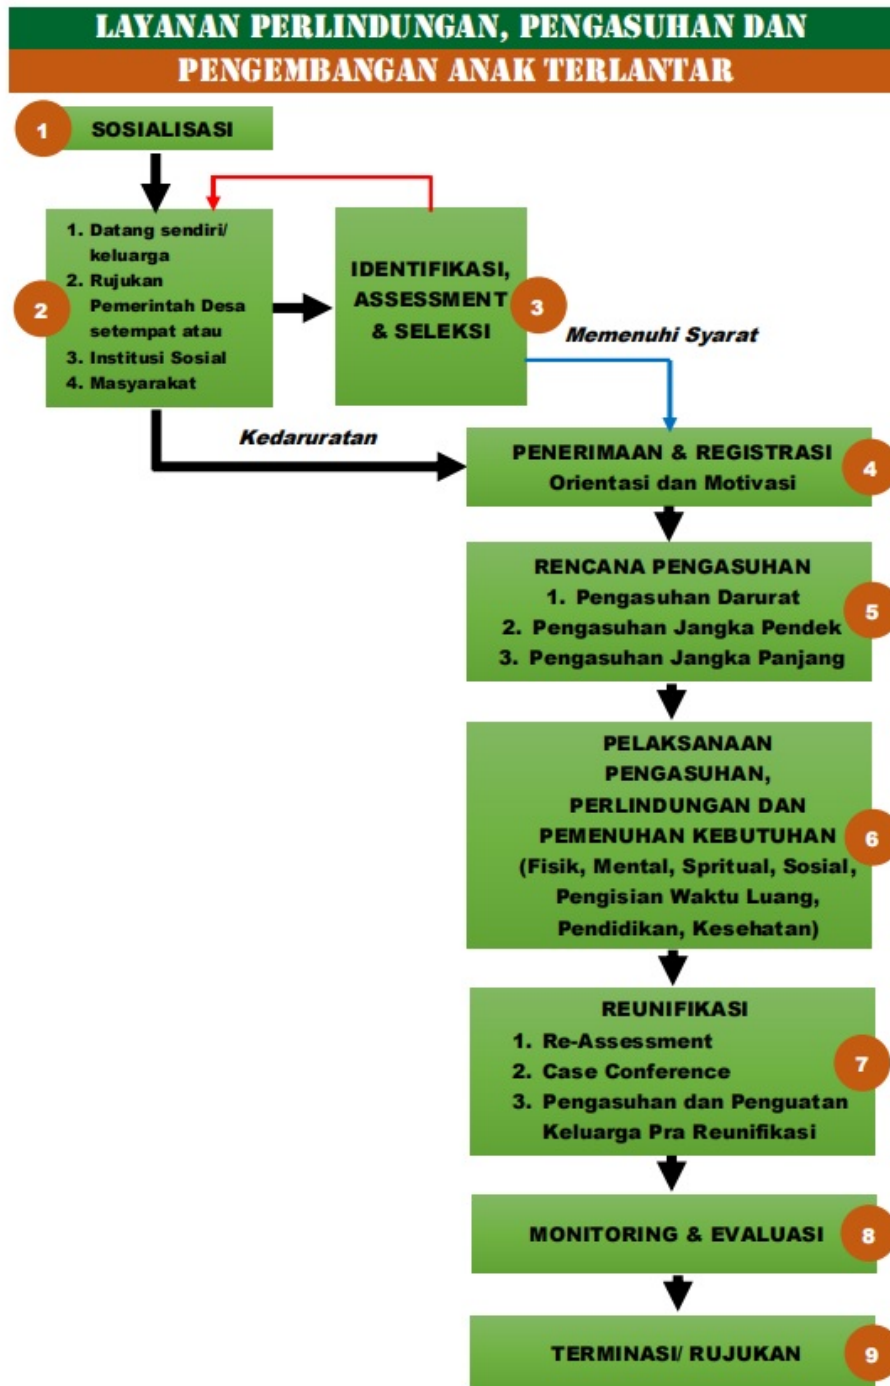 LAYANAN PERLINDUNGAN, PENGASUHAN DAN
PENGEMBANGAN ANAK TERLANTAR
1
SOSIALISASI
2
1. Datang sendiri/
keluarga
2. Rujukan
Pemerintah Desa
setempat atau
3. Institusi Sosial
4. Masyarakat
IDENTIFIKASI,
ASSESSMENT
& SELEKSI
3
Memenuhi Syarat
Kedaruratan
PENERIMAAN & REGISTRASI
Orientasi dan Motivasi
4
RENCANA PENGASUHAN
1. Pengasuhan Darurat
2. Pengasuhan Jangka Pendek
3. Pengasuhan Jangka Panjang
5
PELAKSANAAN
PENGASUHAN,
PERLINDUNGAN DAN
PEMENUHAN KEBUTUHAN
(Fisik, Mental, Spritual, Sosial,
Pengisian Waktu Luang,
Pendidikan, Kesehatan)
6
REUNIFIKASI
1. Re-Assessment
2. Case Conference
3. Pengasuhan dan Penguatan
Keluarga Pra Reunifikasi
7
MONITORING & EVALUASI
8
TERMINASI/ RUJUKAN
9